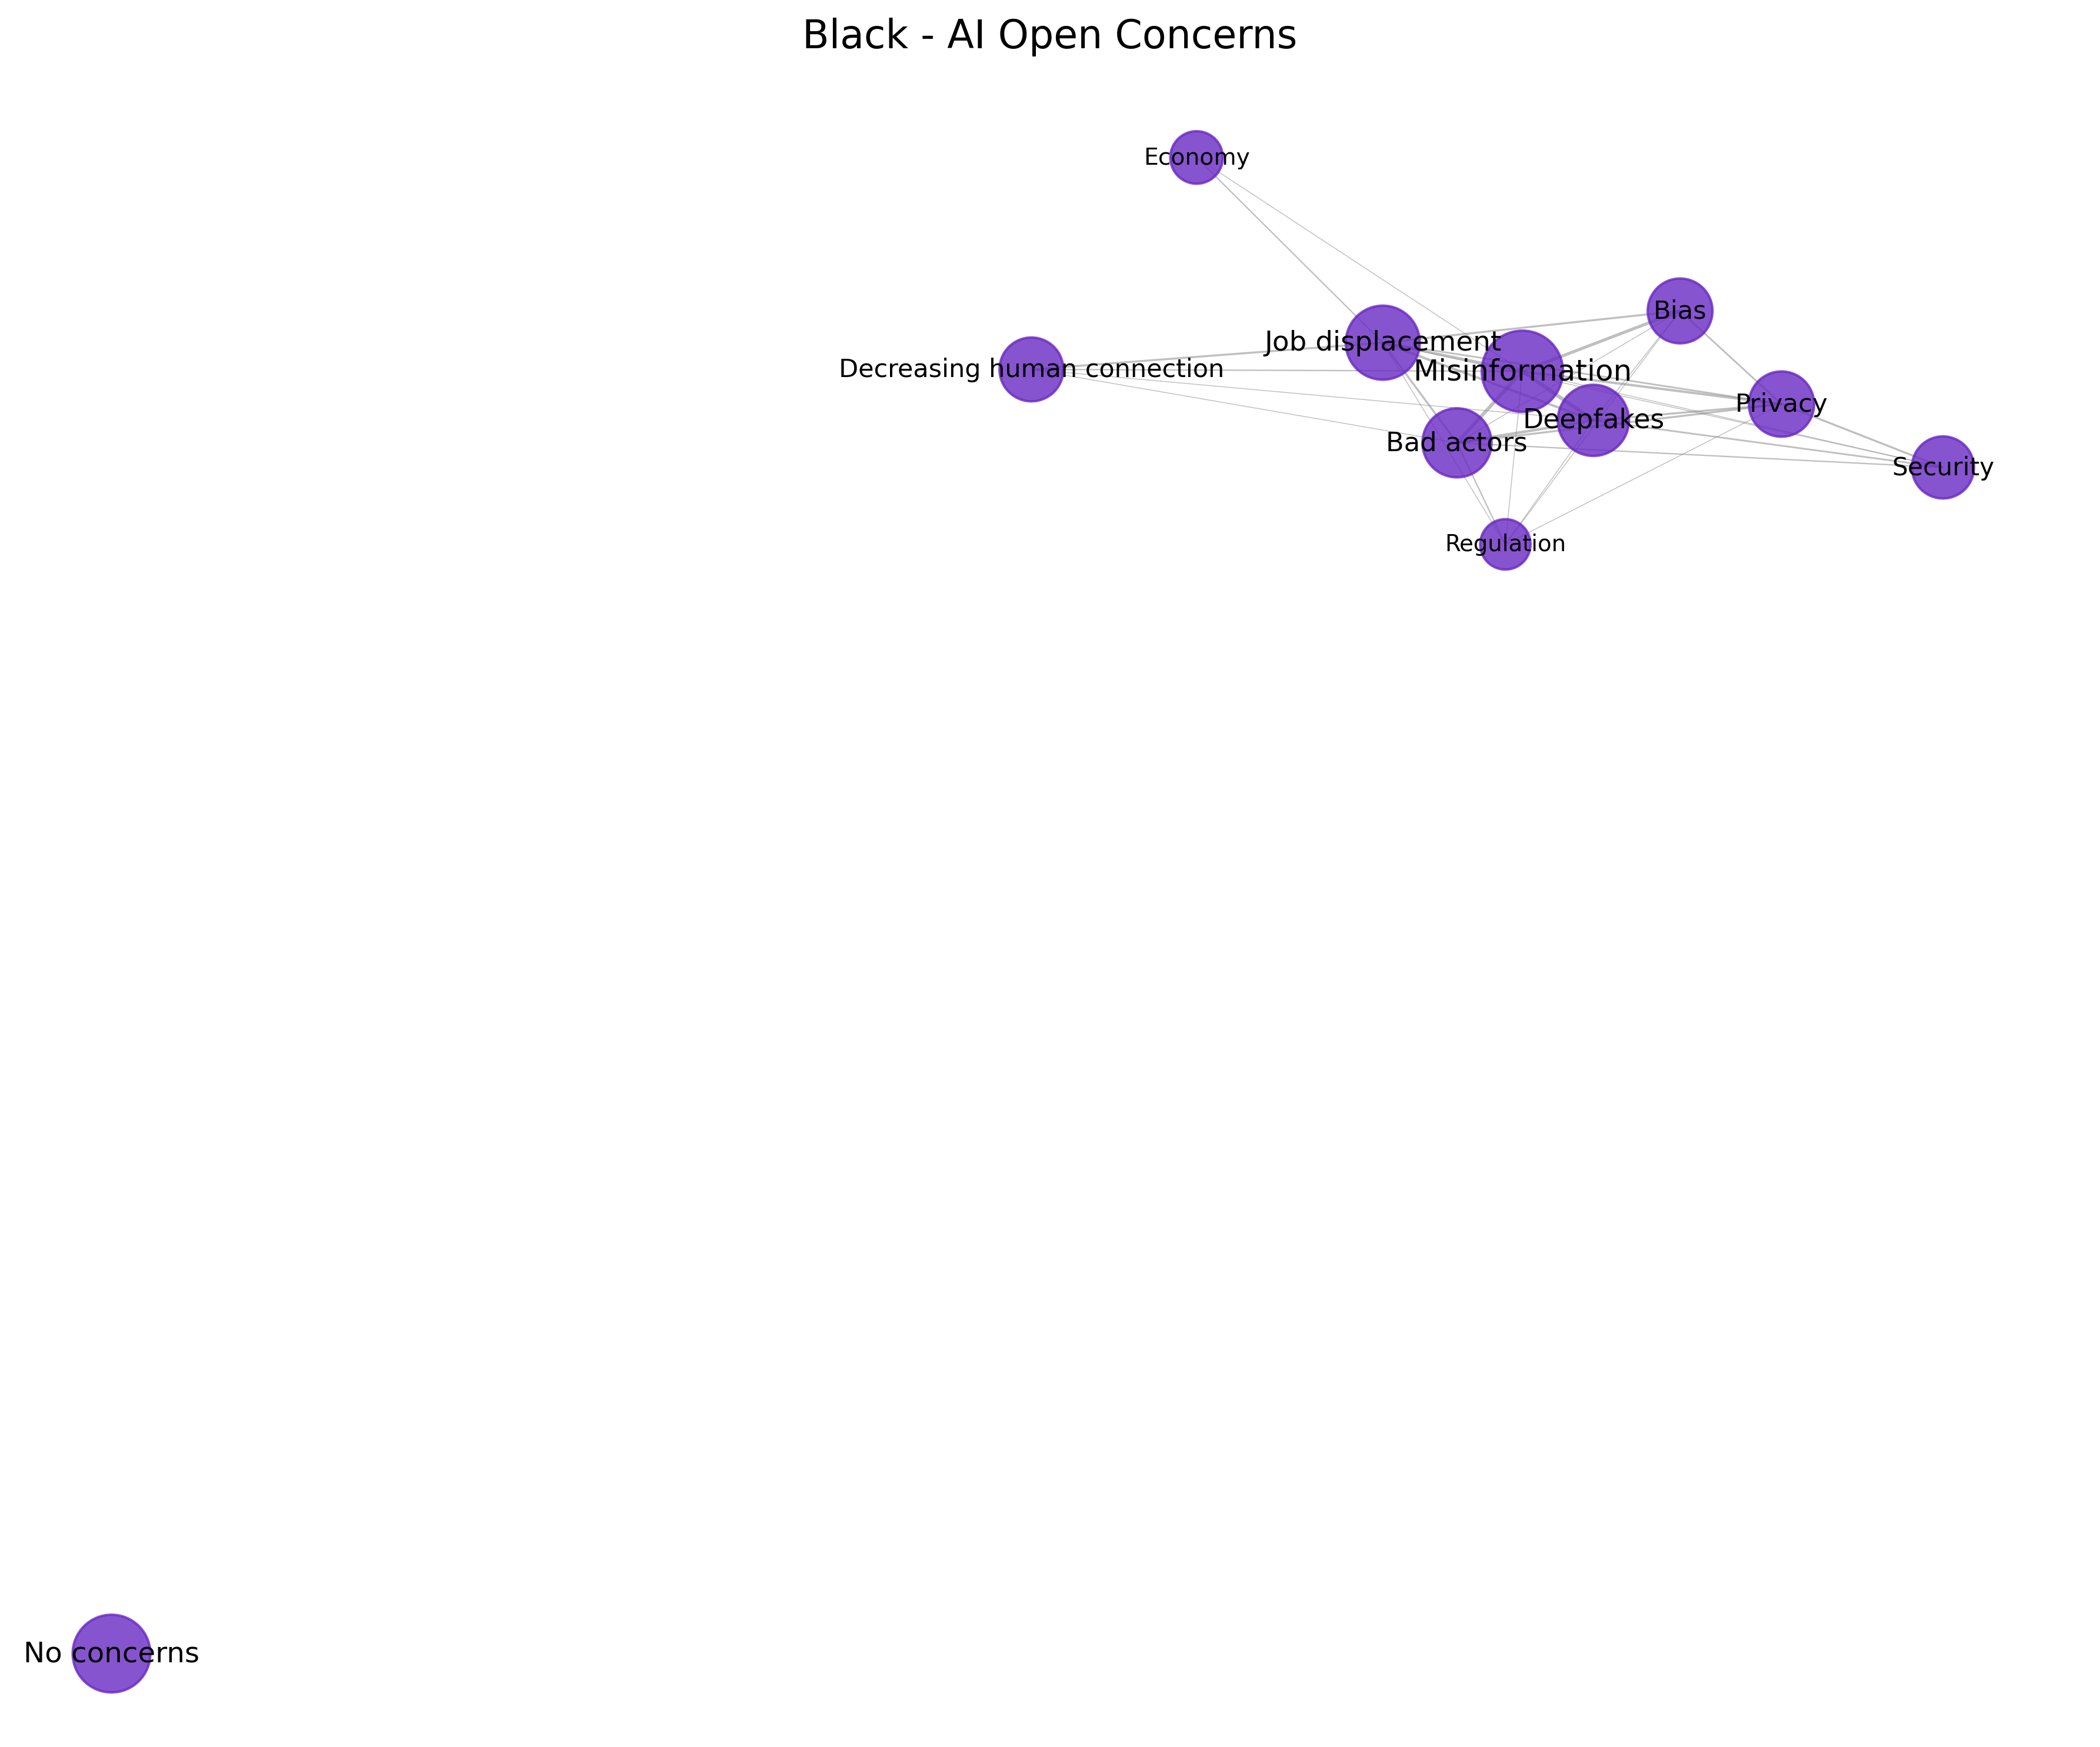 Black - AI Open Concerns
Economy
Bias
Job displacement
Decreasing human connection
Misinformation
Privacy
Deepfakes
Bad actors
Security
Regulation
No concerns